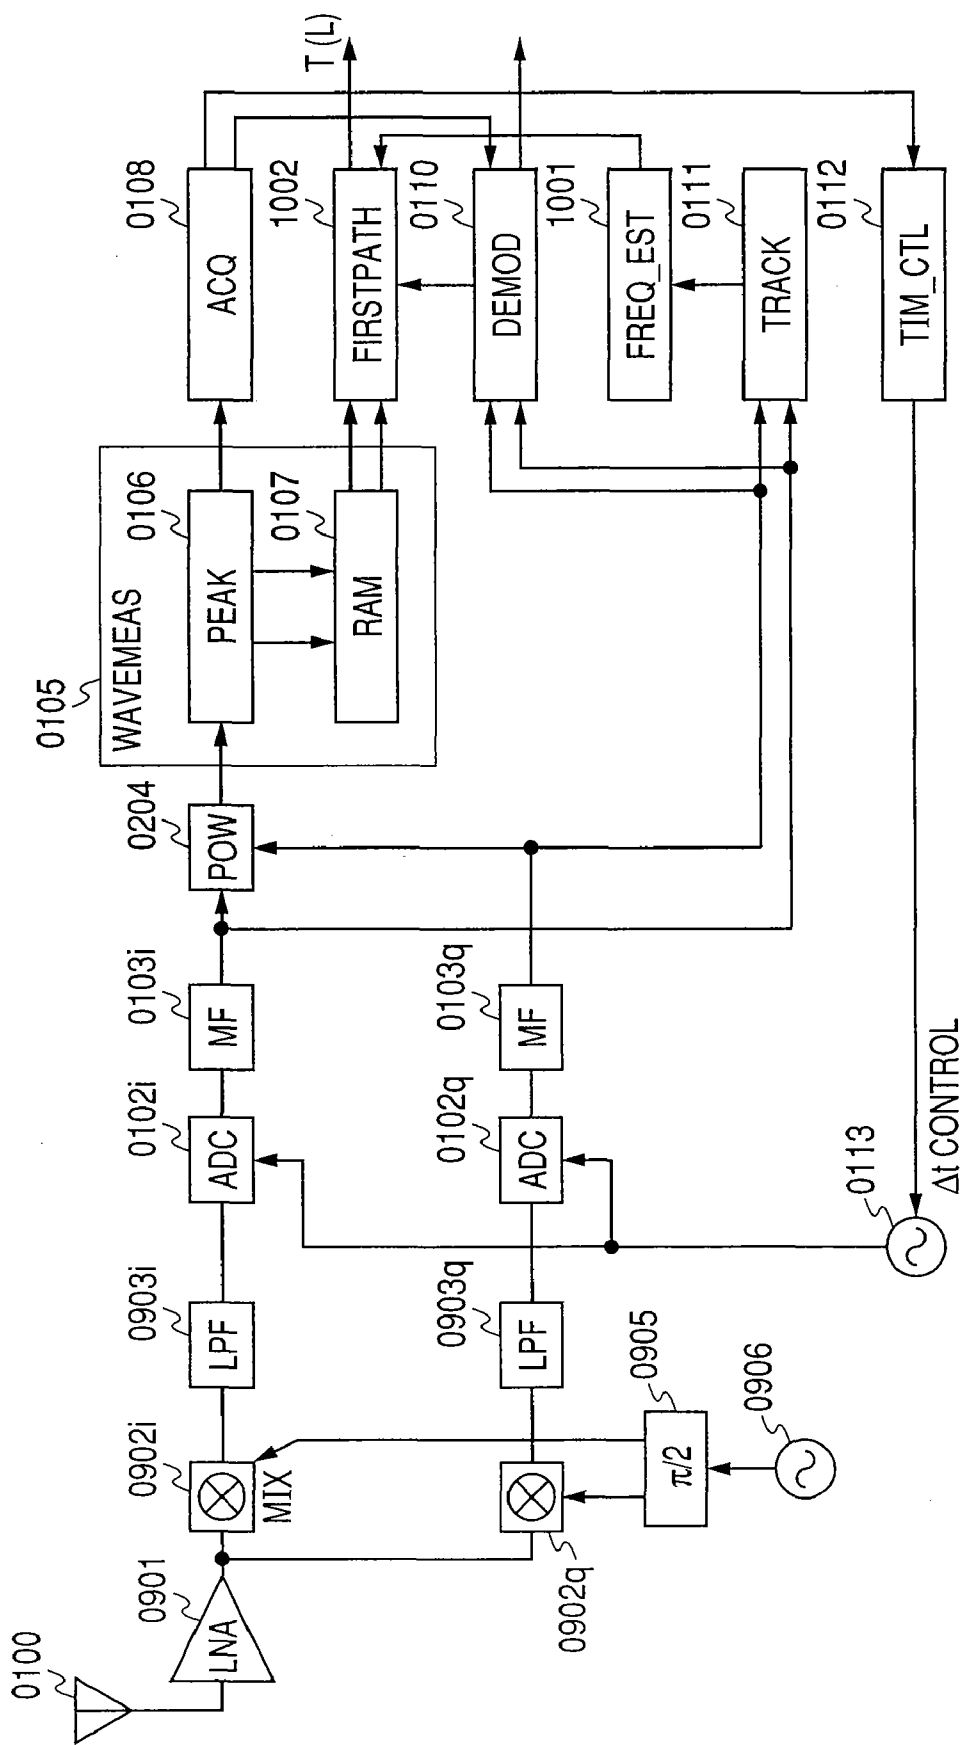 0100
0901
LNA
0902i
MIX
0903i
LPF
0102i
ADC
0103i
MF
0204
POW
0105
WAVEMEAS
0106
PEAK
0107
RAM
0108
ACQ
1002
FIRSTPATH
T (L)
0110
DEMOD
1001
FREQ_EST
0111
TRACK
0112
TIM_CTL
0902q
0903q
LPF
0102q
ADC
0103q
MF
0905
π/2
0906
0113
Δt CONTROL